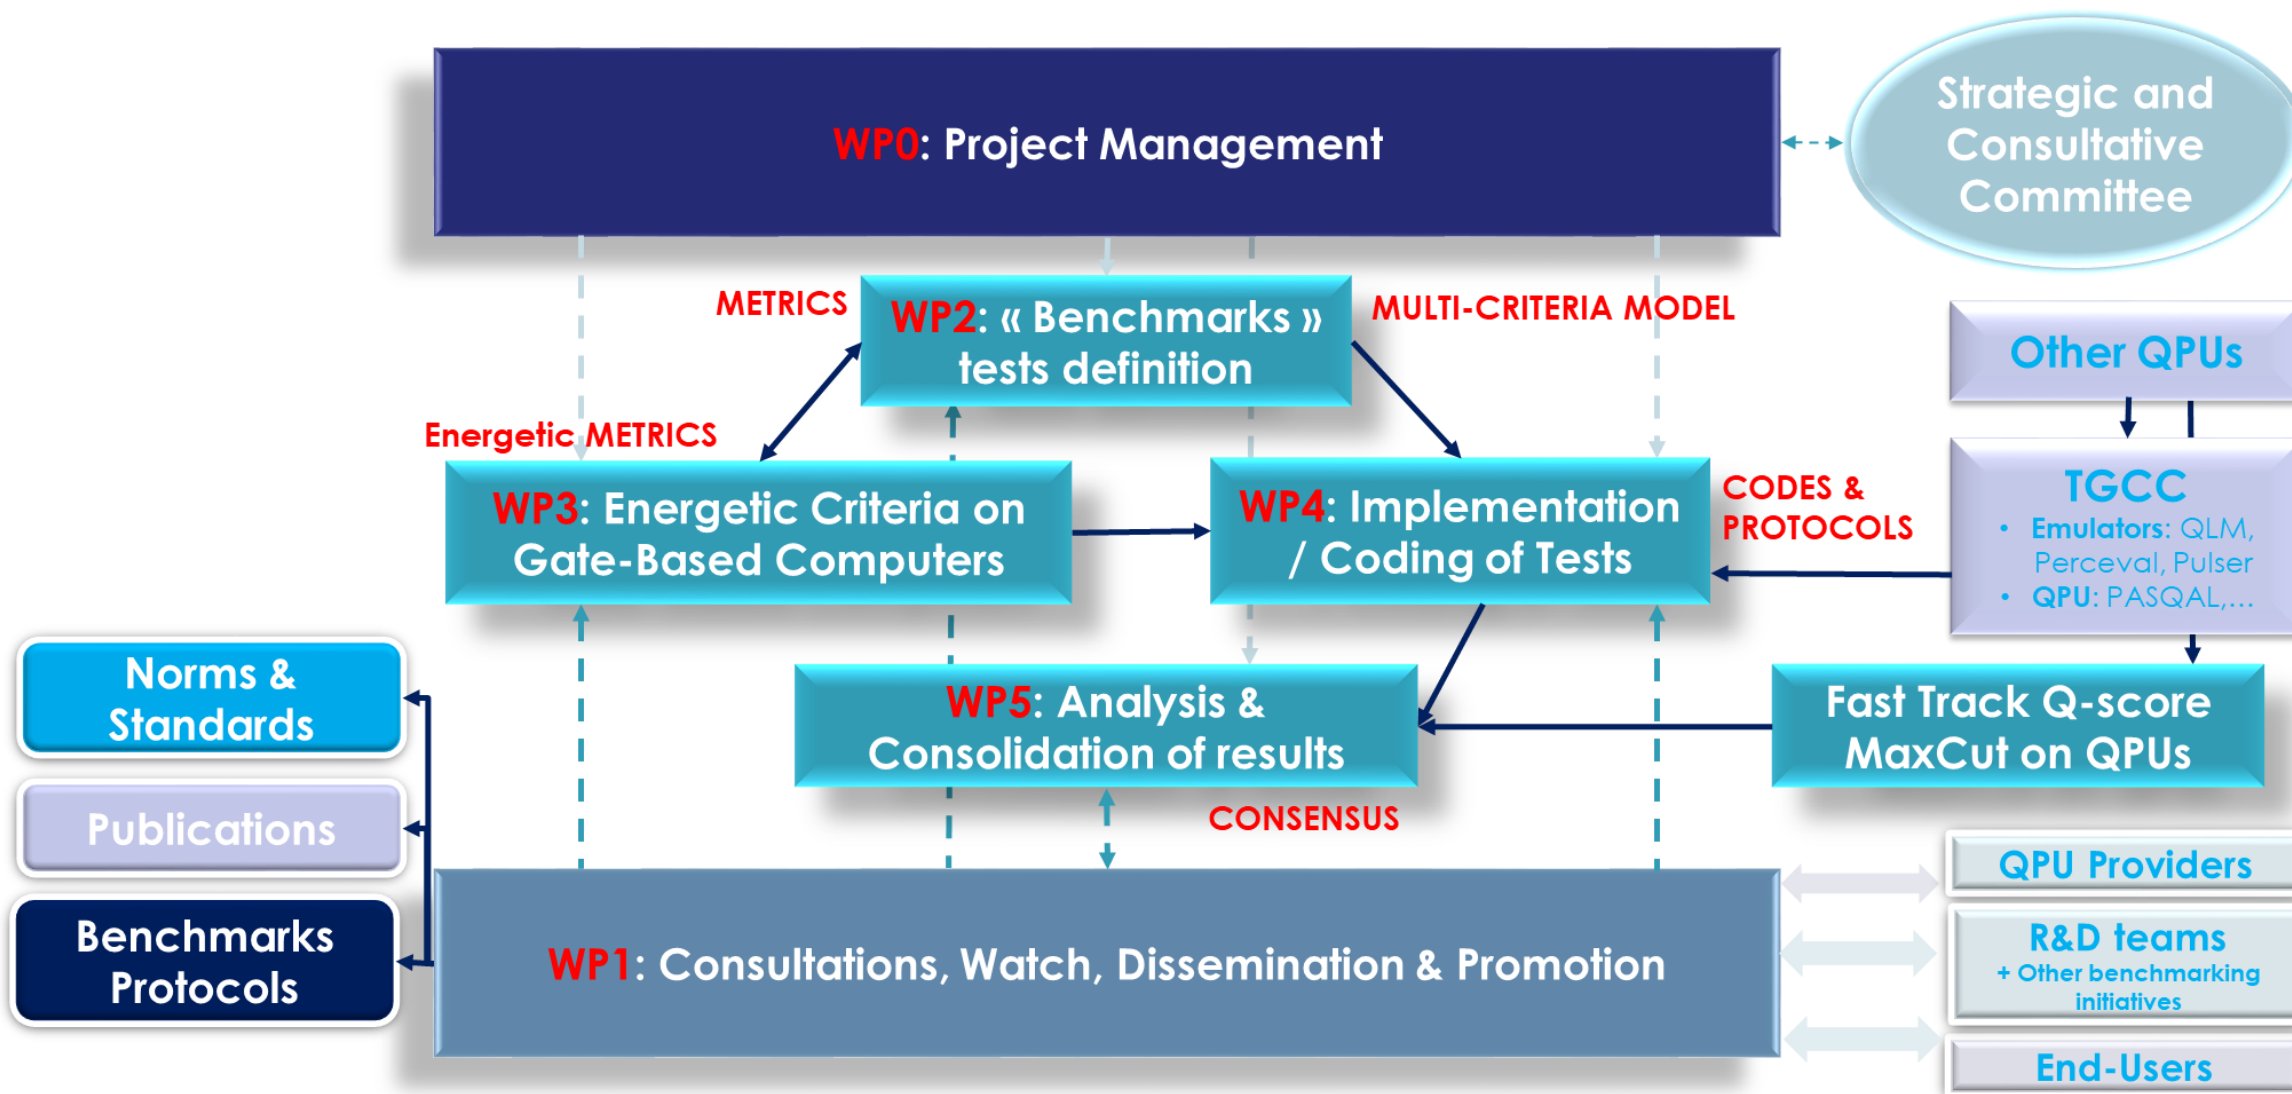 WP0: Project Management
Strategic and
Consultative
Committee
METRICS
WP2: « Benchmarks »
tests definition
MULTI-CRITERIA MODEL
Other QPUs
Energetic METRICS
WP3: Energetic Criteria on
Gate-Based Computers
WP4: Implementation
/ Coding of Tests
CODES &
PROTOCOLS
TGCC
• Emulators: QLM,
Perceval, Pulser
• QPU: PASQAL,...
Norms &
Standards
WP5: Analysis &
Consolidation of results
Fast Track Q-score
MaxCut on QPUs
Publications
CONSENSUS
Benchmarks
Protocols
WP1: Consultations, Watch, Dissemination & Promotion
QPU Providers
R&D teams
+ Other benchmarking
initiatives
End-Users